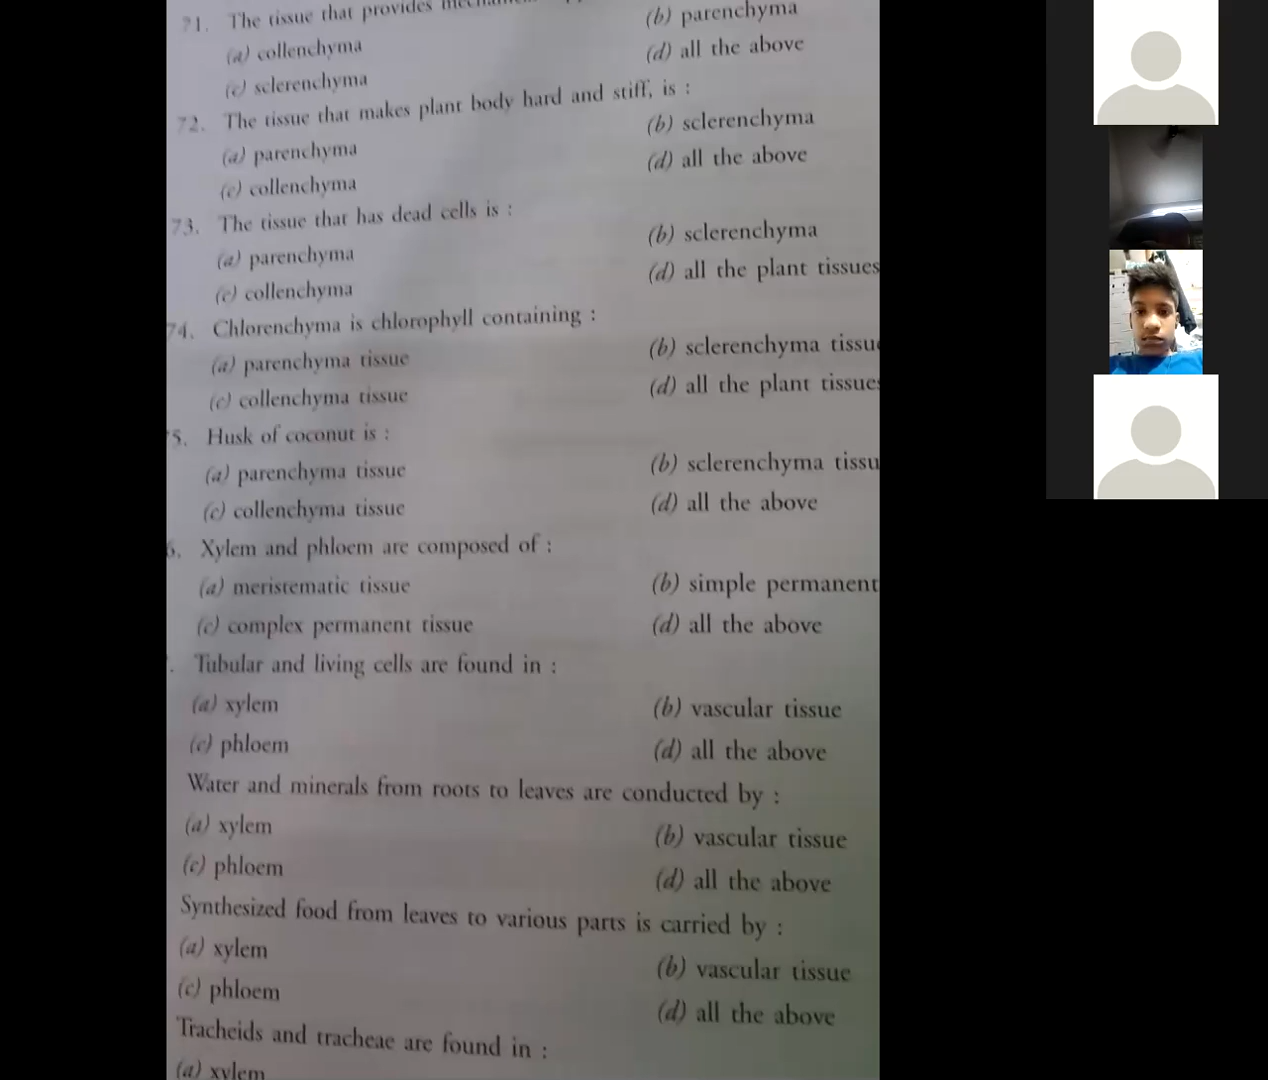 71. The tissue that provides
(a) collenchyma
(b) parenchyma
(c) sclerenchyma
(d) all the above
72. The tissue that makes plant body hard and stiff, is :
(a) parenchyma
(b) sclerenchyma
(c) collenchyma
(d) all the above
73. The tissue that has dead cells is :
(a) parenchyma
(b) sclerenchyma
(c) collenchyma
(d) all the plant tissues
74. Chlorenchyma is chlorophyll containing :
(a) parenchyma tissue
(b) sclerenchyma tissu
(c) collenchyma tissue
(d) all the plant tissues
5. Husk of coconut is :
(a) parenchyma tissue
(b) sclerenchyma tissu
(c) collenchyma tissue
(d) all the above
6. Xylem and phloem are composed of :
(a) meristematic tissue
(b) simple permanent
(c) complex permanent tissue
(d) all the above
. Tubular and living cells are found in :
(a) xylem
(b) vascular tissue
(c) phloem
(d) all the above
Water and minerals from roots to leaves are conducted by :
(a) xylem
(b) vascular tissue
(c) phloem
(d) all the above
Synthesized food from leaves to various parts is carried by :
(a) xylem
(b) vascular tissue
(c) phloem
(d) all the above
Tracheids and tracheae are found in :
(a) xylem